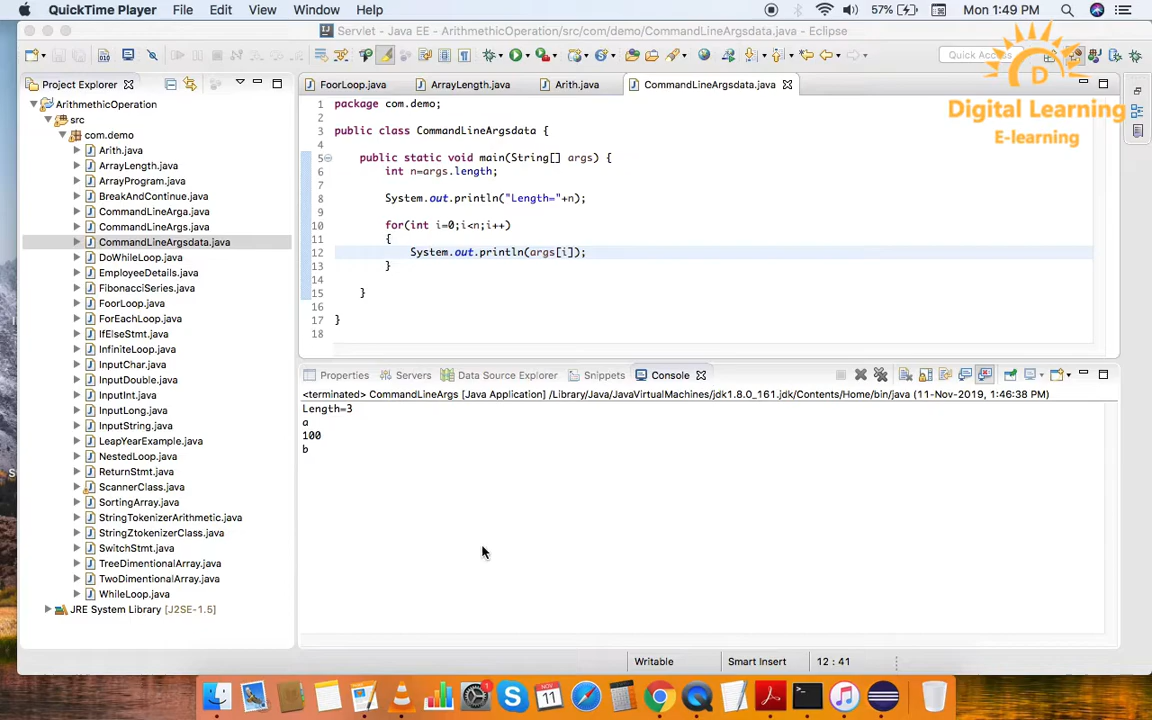 QuickTime Player File Edit View Window Help
57% Mon 1:49 PM
Servlet - Java EE - ArithmethicOperation/src/com/demo/CommandLineArgsdata.java - Eclipse
Quick Access
Digital Learning
E-learning
Project Explorer
ArithmethicOperation
src
com.demo
Arith.java
ArrayLength.java
ArrayProgram.java
BreakAndContinue.java
CommandLineArga.java
CommandLineArgs.java
CommandLineArgsdata.java
DoWhileLoop.java
EmployeeDetails.java
FibonacciSeries.java
FoorLoop.java
ForEachLoop.java
IfElseStmt.java
InfiniteLoop.java
InputChar.java
InputDouble.java
InputInt.java
InputLong.java
InputString.java
LeapYearExample.java
NestedLoop.java
ReturnStmt.java
ScannerClass.java
SortingArray.java
StringTokenizerArithmetic.java
StringZtokenizerClass.java
SwitchStmt.java
TreeDimentionalArray.java
TwoDimentionalArray.java
WhileLoop.java
JRE System Library [J2SE-1.5]
FoorLoop.java ArrayLength.java Arith.java CommandLineArgsdata.java
1 package com.demo;
2
3 public class CommandLineArgsdata {
4
5 public static void main(String[] args) {
6 int n=args.length;
7
8 System.out.println("Length="+n);
9
10 for(int i=0;i<n;i++)
11 {
12 System.out.println(args[i]);
13 }
14
15 }
16
17 }
18
Properties Servers Data Source Explorer Snippets Console
<terminated> CommandLineArgs [Java Application] /Library/Java/JavaVirtualMachines/jdk1.8.0_161.jdk/Contents/Home/bin/java (11-Nov-2019, 1:46:38 PM)
Length=3
a
100
b
Writable Smart Insert 12 : 41
NOV
11
1